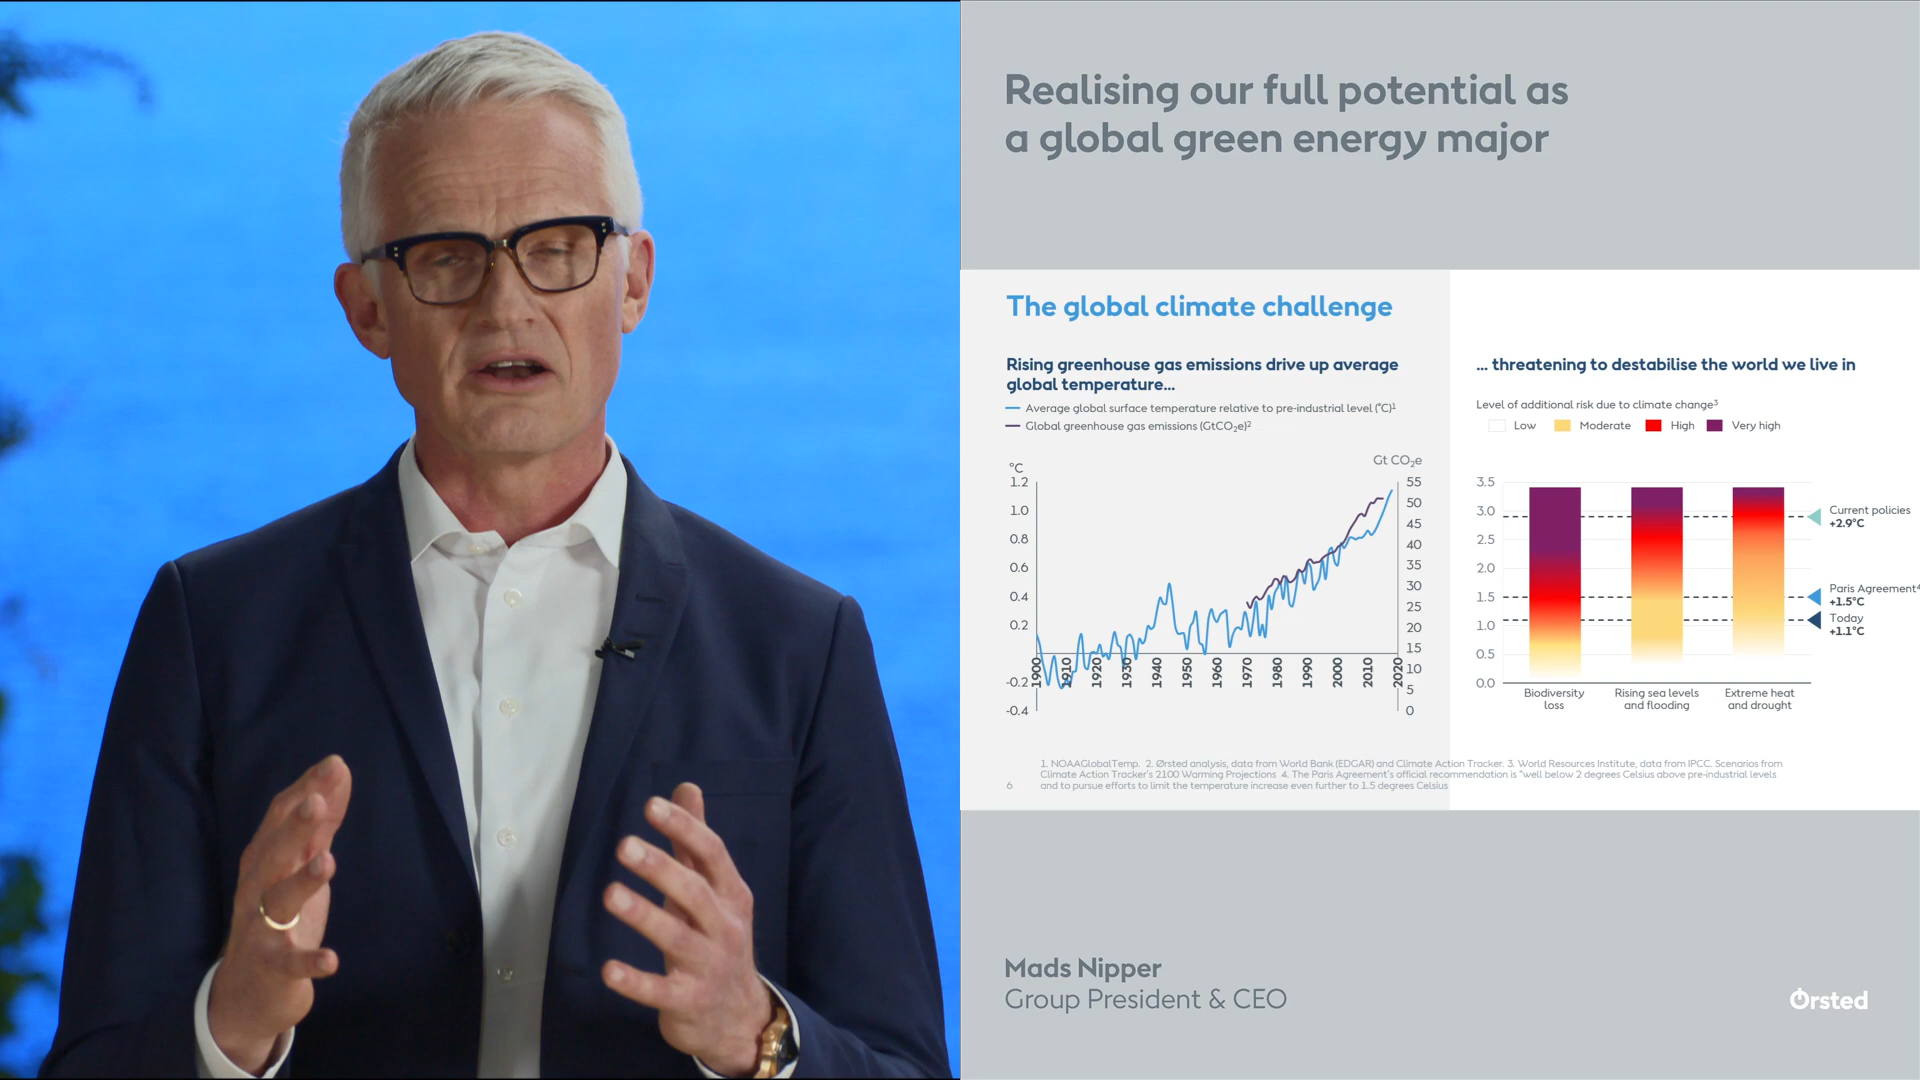 Realising our full potential as
a global green energy major
The global climate challenge
Rising greenhouse gas emissions drive up average
global temperature...
Average global surface temperature relative to pre-industrial level (°C)¹
Global greenhouse gas emissions (GtCO₂e)²
°C
Gt CO₂e
1.2
1.0
0.8
0.6
0.4
0.2
-0.2
-0.4
55
50
45
40
35
30
25
20
15
10
5
0
1900
1910
1920
1930
1940
1950
1960
1970
1980
1990
2000
2010
2020
... threatening to destabilise the world we live in
Level of additional risk due to climate change³
Low Moderate High Very high
3.5
3.0
2.5
2.0
1.5
1.0
0.5
0.0
Current policies
+2.9°C
Paris Agreement⁴
+1.5°C
Today
+1.1°C
Biodiversity
loss
Rising sea levels
and flooding
Extreme heat
and drought
1. NOAAGlobalTemp. 2. Ørsted analysis, data from World Bank (EDGAR) and Climate Action Tracker. 3. World Resources Institute, data from IPCC. Scenarios from
Climate Action Tracker's 2100 Warming Projections 4. The Paris Agreement's official recommendation is "well below 2 degrees Celsius above pre-industrial levels
and to pursue efforts to limit the temperature increase even further to 1.5 degrees Celsius
6
Mads Nipper
Group President & CEO
Ørsted